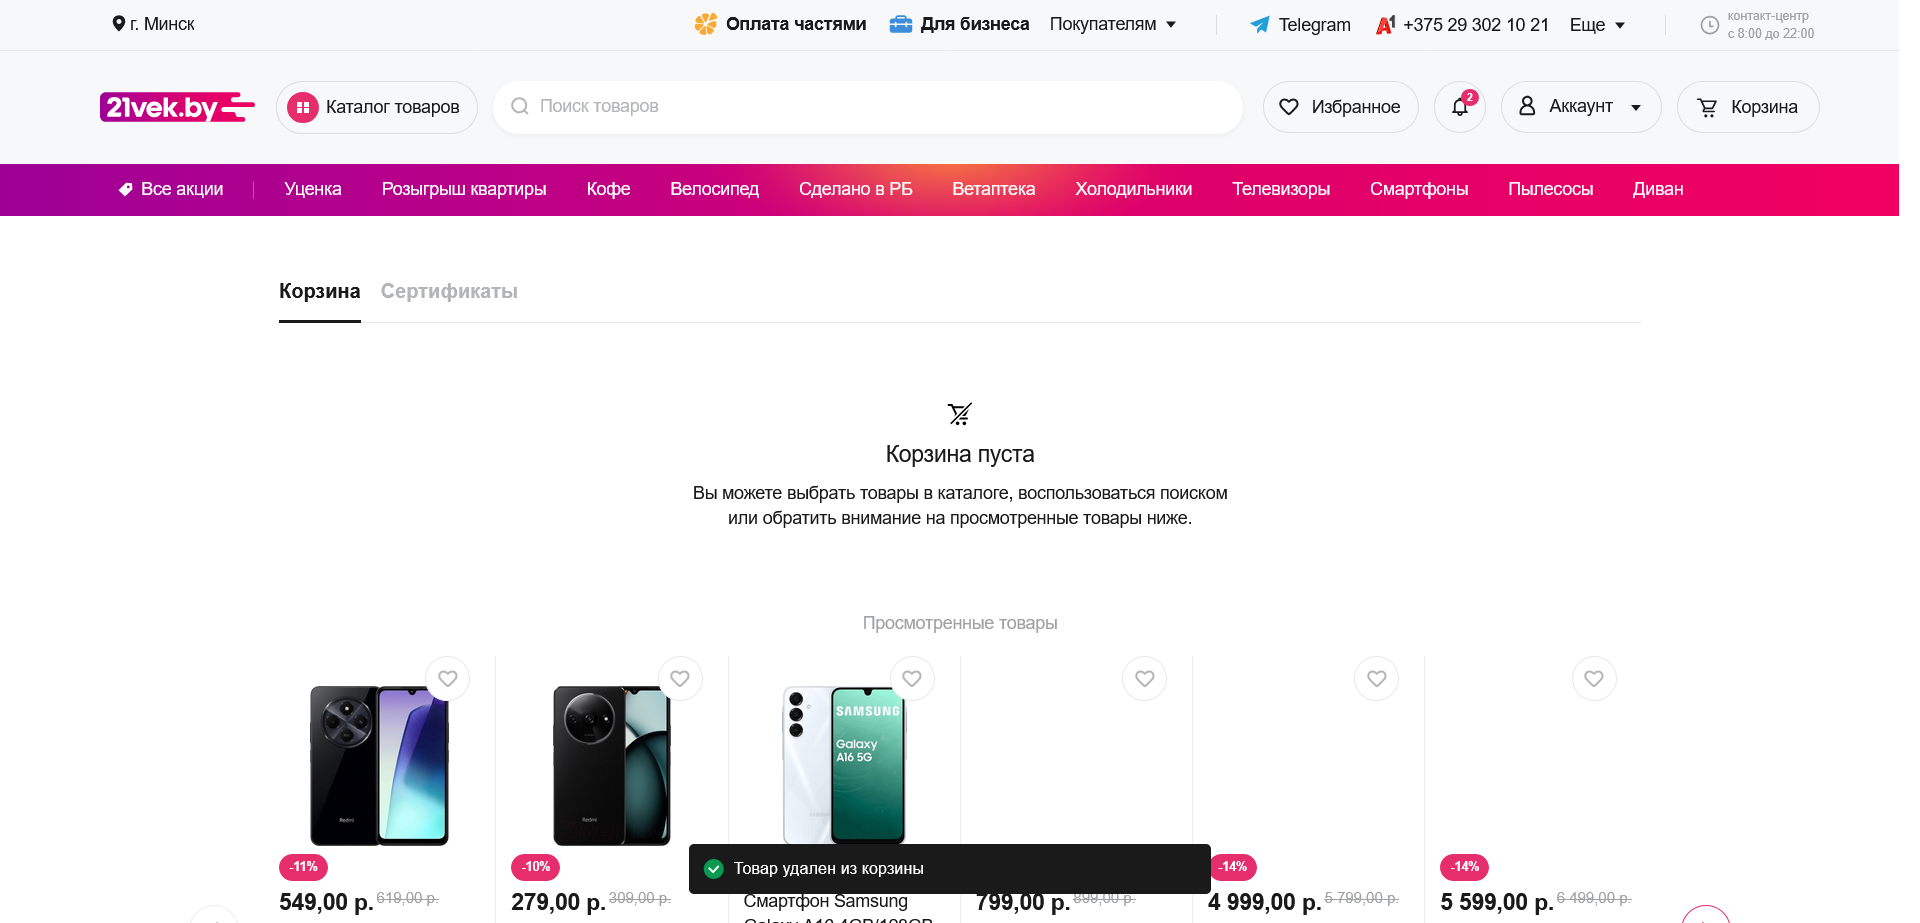 г. Минск
Оплата частями
Для бизнеса
Покупателям
Telegram
A1 +375 29 302 10 21
Еще
контакт-центр
с 8:00 до 22:00
21vek.by
Каталог товаров
Поиск товаров
Избранное
2
Аккаунт
Корзина
Все акции
Уценка
Розыгрыш квартиры
Кофе
Велосипед
Сделано в РБ
Ветаптека
Холодильники
Телевизоры
Смартфоны
Пылесосы
Диван
Корзина
Сертификаты
Корзина пуста
Вы можете выбрать товары в каталоге, воспользоваться поиском
или обратить внимание на просмотренные товары ниже.
Просмотренные товары
Redmi
Redmi
SAMSUNG
Galaxy
A16 5G
-11%
-10%
-14%
-14%
Товар удален из корзины
549,00 р. 619,00 р.
279,00 р. 309,00 р.
Смартфон Samsung
799,00 р. 899,00 р.
4 999,00 р. 5 799,00 р.
5 599,00 р. 6 499,00 р.